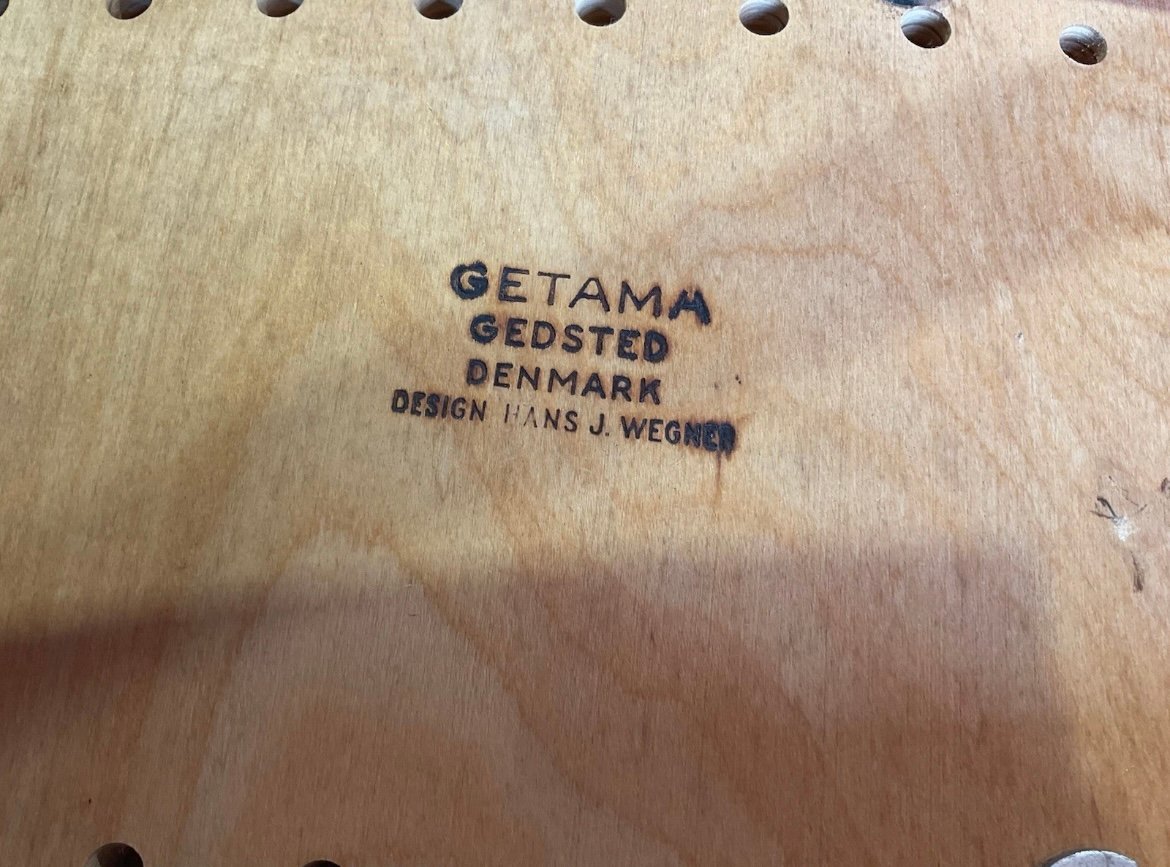 GETAMA
GEDSTED
DENMARK
DESIGN HANS J. WEGNER